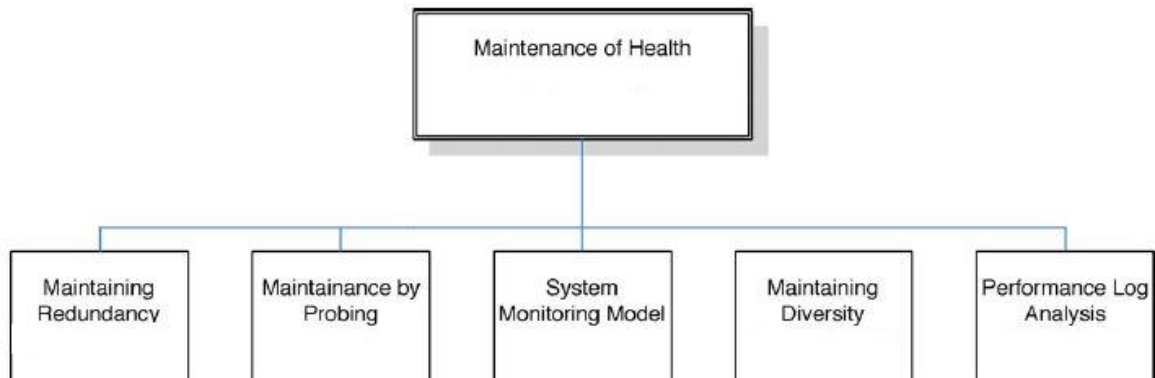 Maintenance of Health
Maintaining
Redundancy
Maintainance by
Probing
System
Monitoring Model
Maintaining
Diversity
Performance Log
Analysis